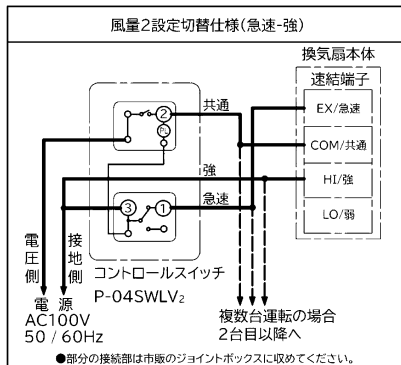 風量2設定切替仕様(急速-強)
換気扇本体
速結端子
EX/急速
COM/共通
HI/強
LO/弱
共通
強
急速
2
PL
3
1
電圧側
接地側
電源
AC100V
50 / 60Hz
コントロールスイッチ
P-04SWLV₂
複数台運転の場合
2台目以降へ
●部分の接続部は市販のジョイントボックスに収めてください。